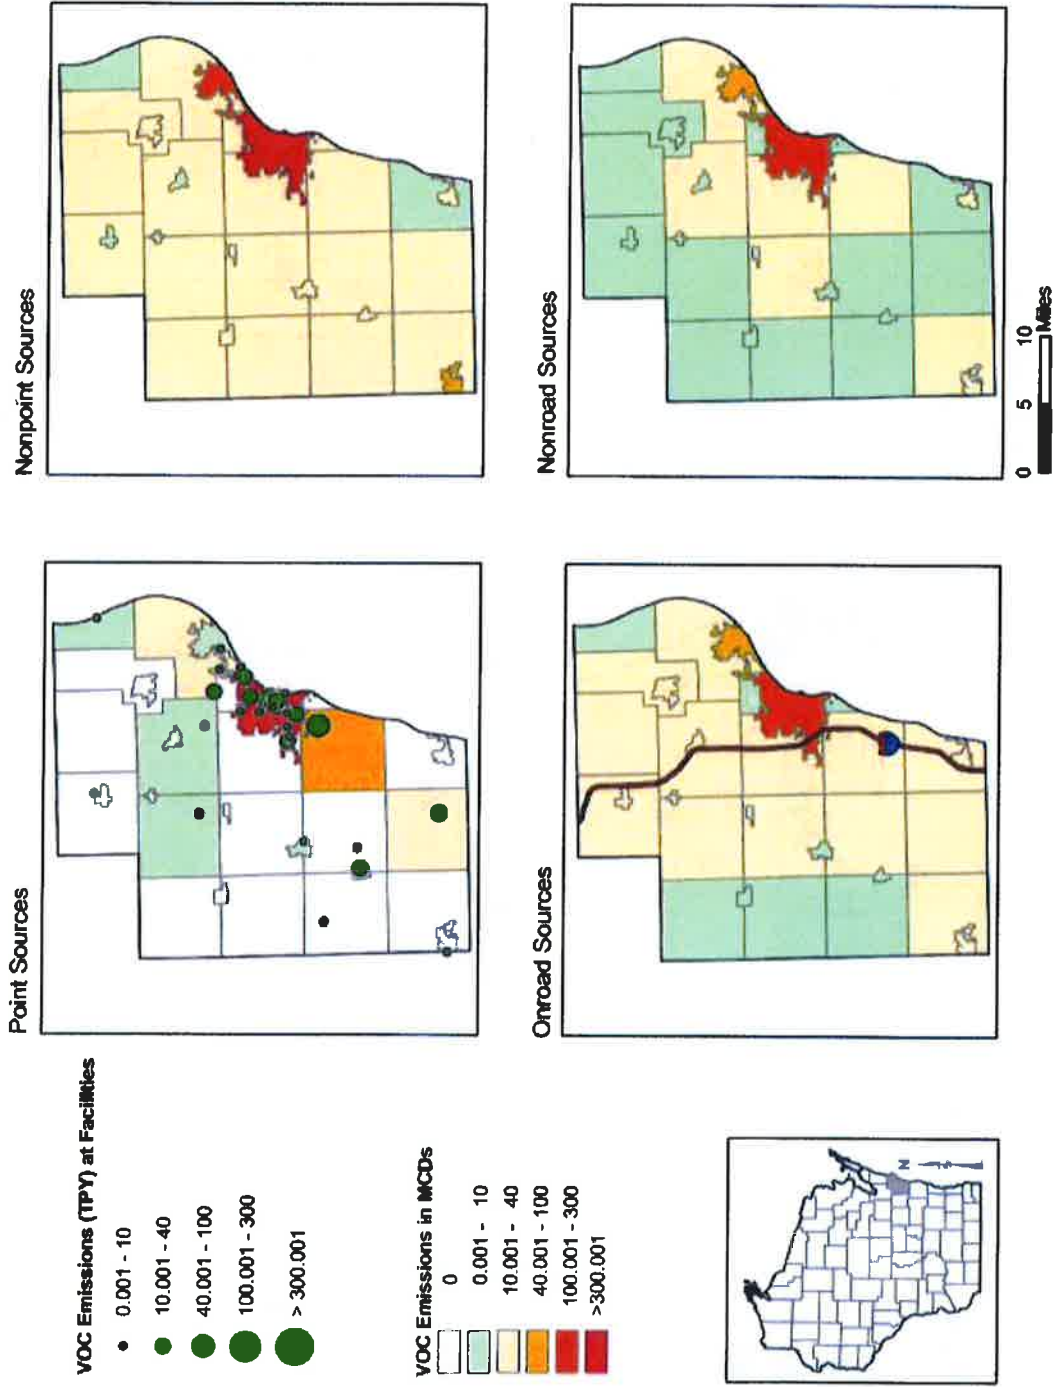 Point Sources
Nonpoint Sources
VOC Emissions (TPY) at Facilities
0.001 - 10
10.001 - 40
40.001 - 100
100.001 - 300
> 300.001
VOC Emissions in MCDs
0
0.001 - 10
10.001 - 40
40.001 - 100
100.001 - 300
>300.001
Onroad Sources
Nonroad Sources
N
0 5 10
Miles